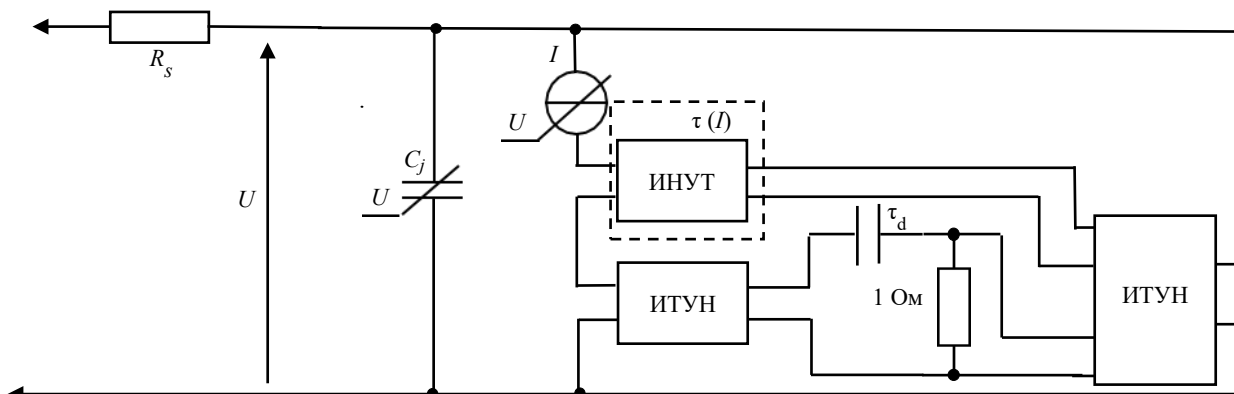 R_s
I
U
τ (I)
C_j
U
U
ИНУТ
τ_d
ИТУН
1 Ом
ИТУН